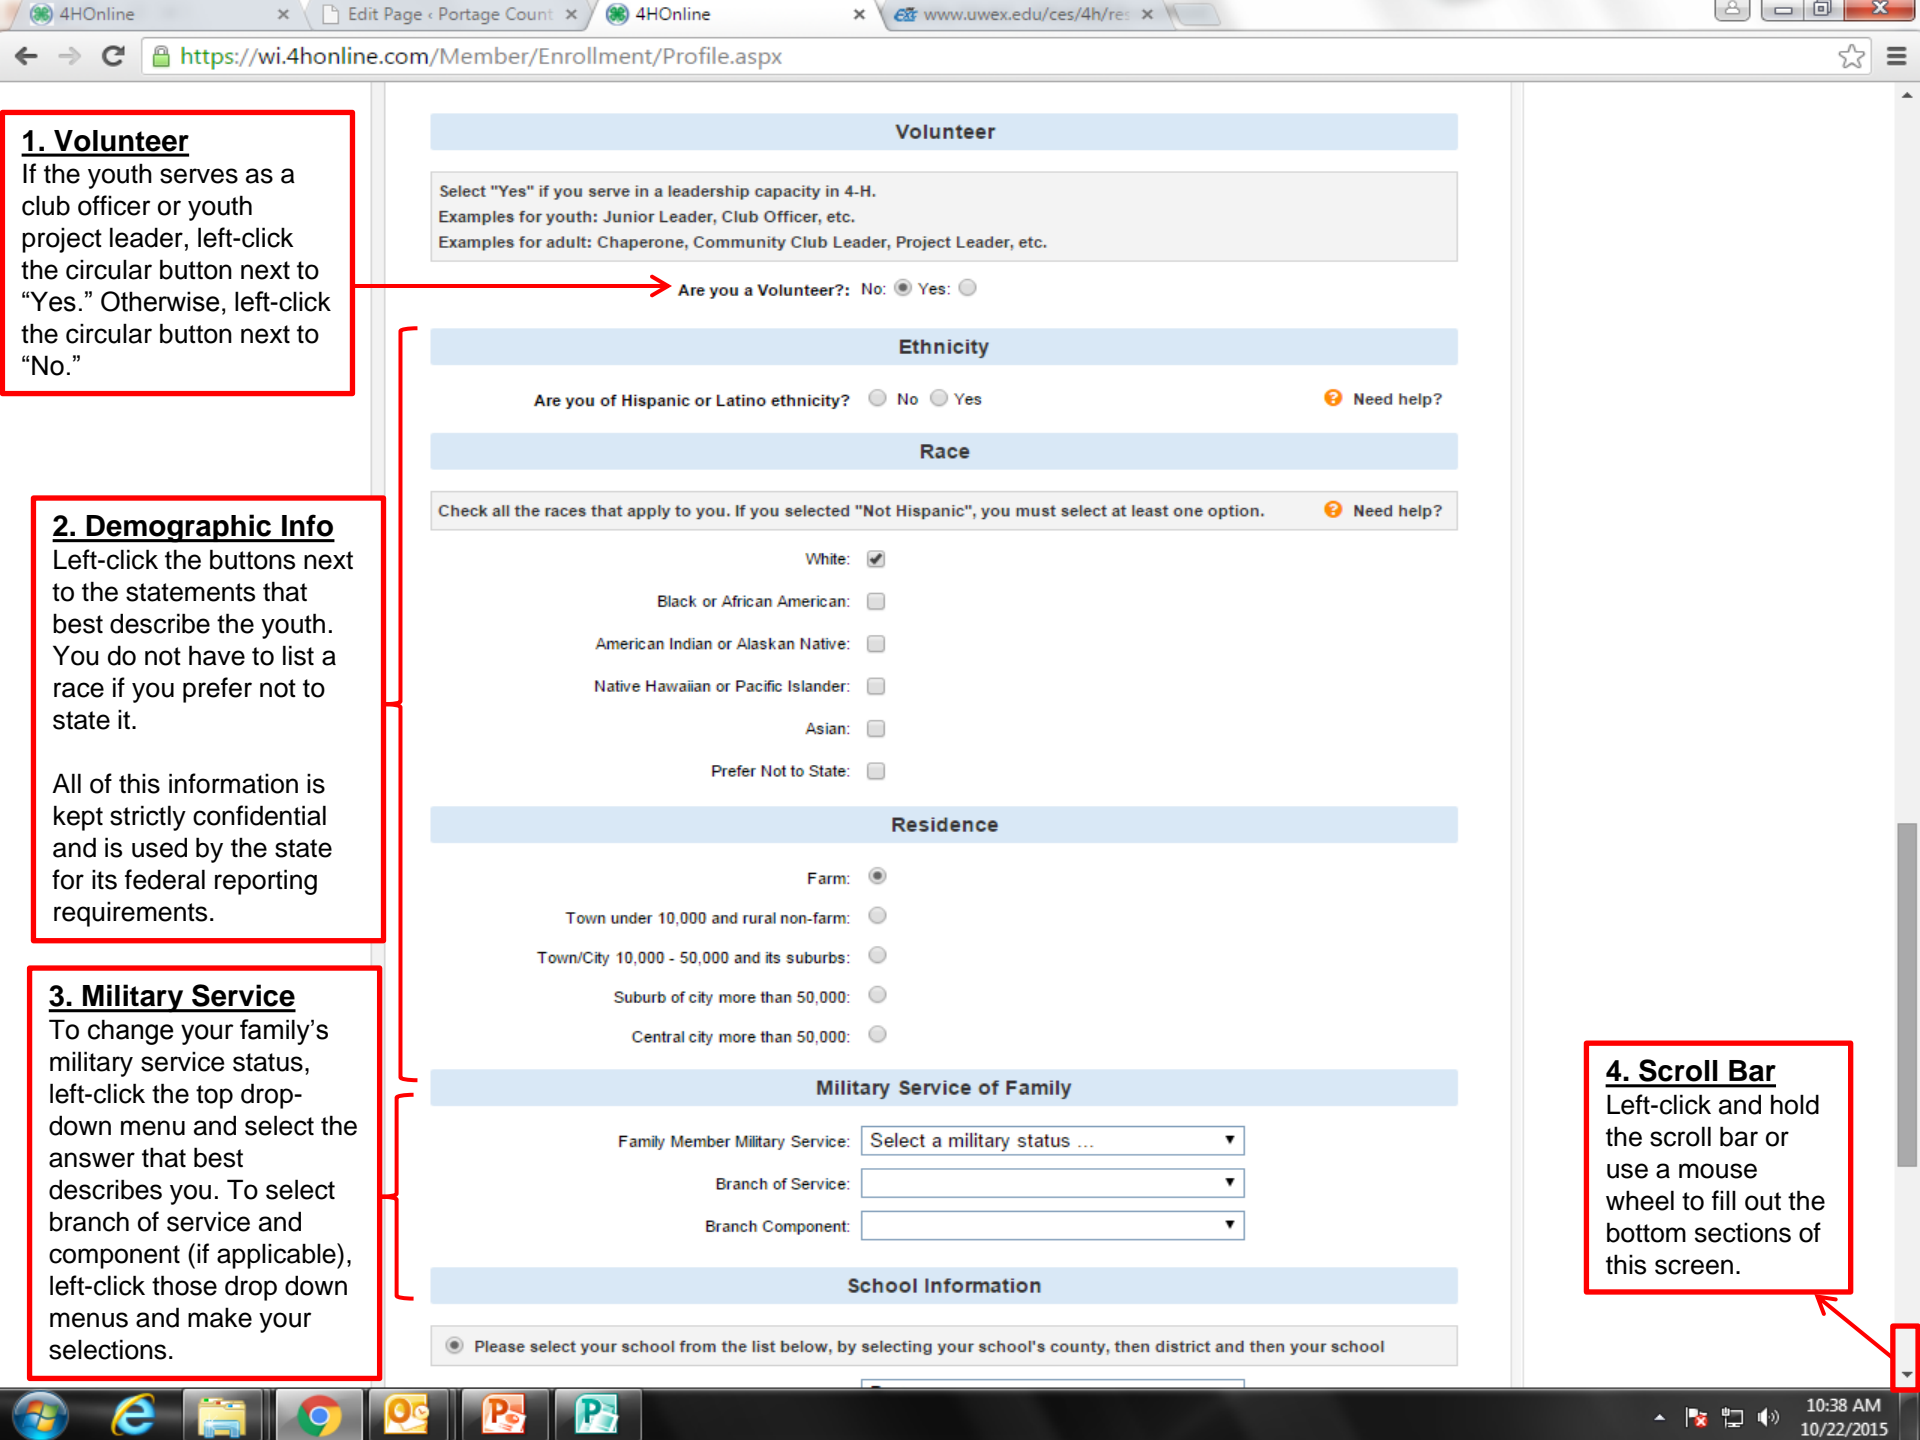 4HOnline
Edit Page ‹ Portage Count
4HOnline
www.uwex.edu/ces/4h/res
https://wi.4honline.com/Member/Enrollment/Profile.aspx
1. Volunteer
If the youth serves as a
club officer or youth
project leader, left-click
the circular button next to
“Yes.” Otherwise, left-click
the circular button next to
“No.”
2. Demographic Info
Left-click the buttons next
to the statements that
best describe the youth.
You do not have to list a
race if you prefer not to
state it.
All of this information is
kept strictly confidential
and is used by the state
for its federal reporting
requirements.
3. Military Service
To change your family’s
military service status,
left-click the top drop-
down menu and select the
answer that best
describes you. To select
branch of service and
component (if applicable),
left-click those drop down
menus and make your
selections.
Volunteer
Select "Yes" if you serve in a leadership capacity in 4-H.
Examples for youth: Junior Leader, Club Officer, etc.
Examples for adult: Chaperone, Community Club Leader, Project Leader, etc.
Are you a Volunteer?: No: Yes:
Ethnicity
Are you of Hispanic or Latino ethnicity? No Yes Need help?
Race
Check all the races that apply to you. If you selected "Not Hispanic", you must select at least one option. Need help?
White:
Black or African American:
American Indian or Alaskan Native:
Native Hawaiian or Pacific Islander:
Asian:
Prefer Not to State:
Residence
Farm:
Town under 10,000 and rural non-farm:
Town/City 10,000 - 50,000 and its suburbs:
Suburb of city more than 50,000:
Central city more than 50,000:
Military Service of Family
Family Member Military Service: Select a military status ...
Branch of Service:
Branch Component:
School Information
Please select your school from the list below, by selecting your school's county, then district and then your school
4. Scroll Bar
Left-click and hold
the scroll bar or
use a mouse
wheel to fill out the
bottom sections of
this screen.
10:38 AM
10/22/2015